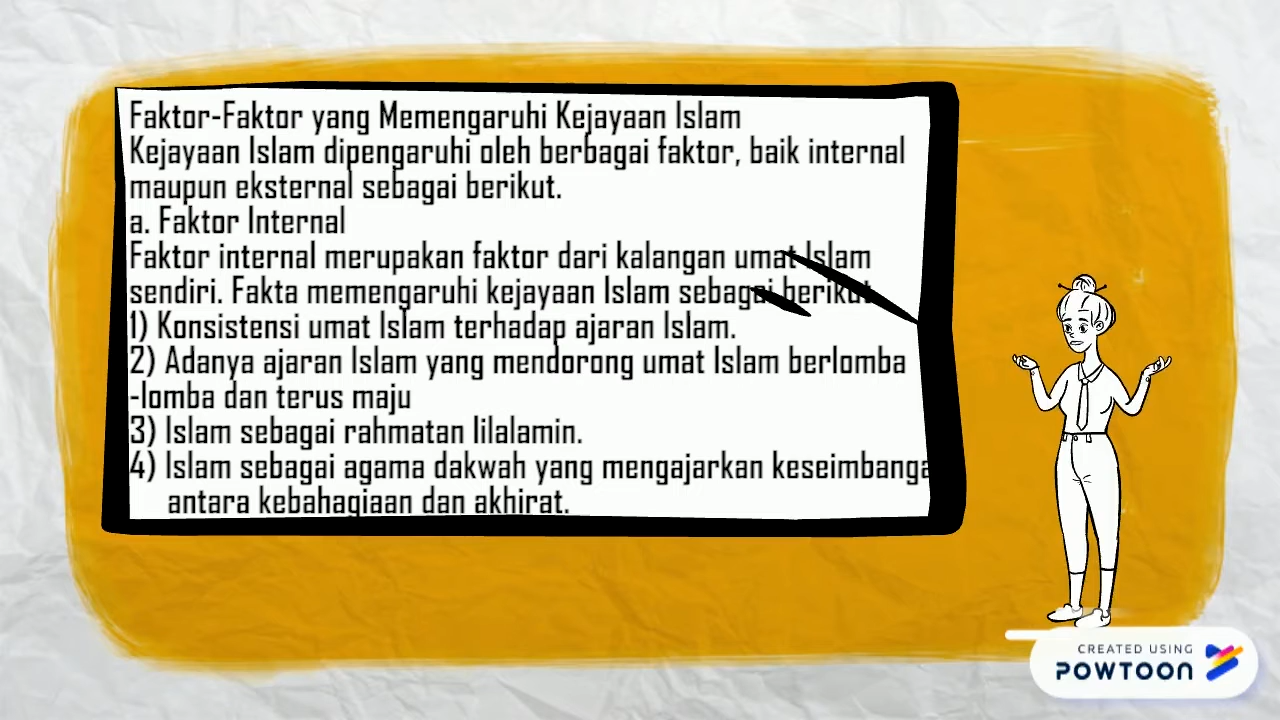 Faktor-Faktor yang Memengaruhi Kejayaan Islam
Kejayaan Islam dipengaruhi oleh berbagai faktor, baik internal
maupun eksternal sebagai berikut.
a. Faktor Internal
Faktor internal merupakan faktor dari kalangan umat Islam
sendiri. Fakta memengaruhi kejayaan Islam sebagai berikut
1) Konsistensi umat Islam terhadap ajaran Islam.
2) Adanya ajaran Islam yang mendorong umat Islam berlomba
-lomba dan terus maju
3) Islam sebagai rahmatan lilalamin.
4) Islam sebagai agama dakwah yang mengajarkan keseimbanga
antara kebahagiaan dan akhirat.
CREATED USING
POWTOON